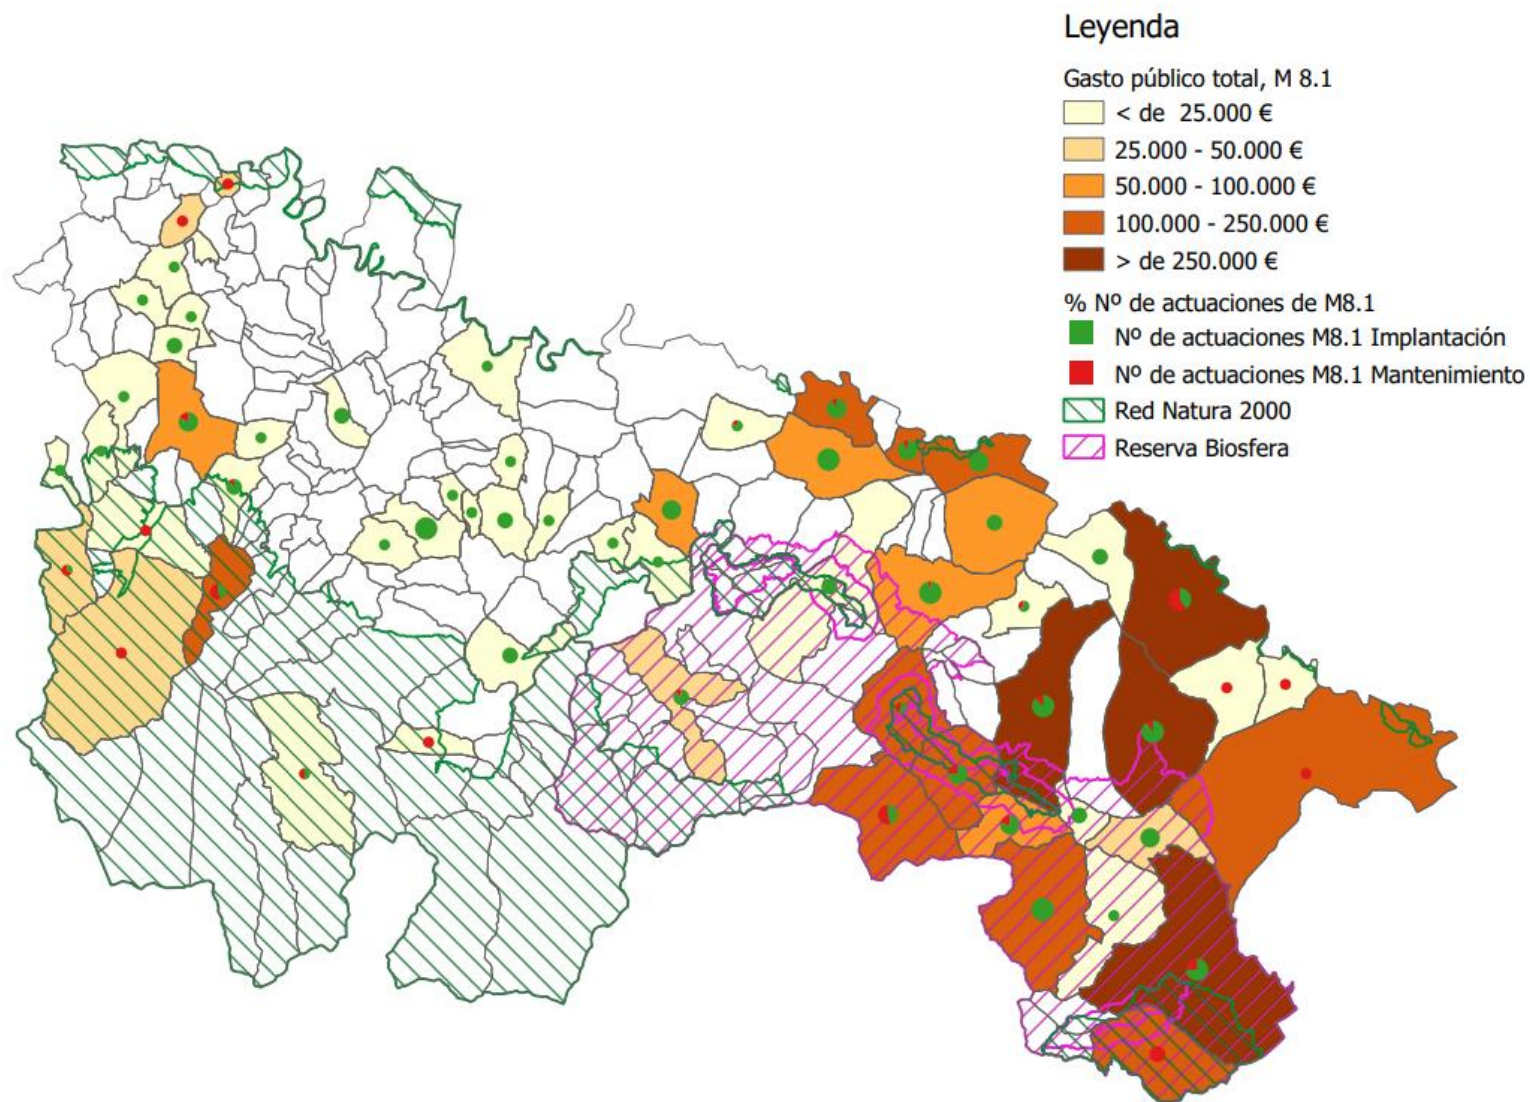 Leyenda
Gasto público total, M 8.1
< de 25.000 €
25.000 - 50.000 €
50.000 - 100.000 €
100.000 - 250.000 €
> de 250.000 €
% Nº de actuaciones de M8.1
Nº de actuaciones M8.1 Implantación
Nº de actuaciones M8.1 Mantenimiento
Red Natura 2000
Reserva Biosfera